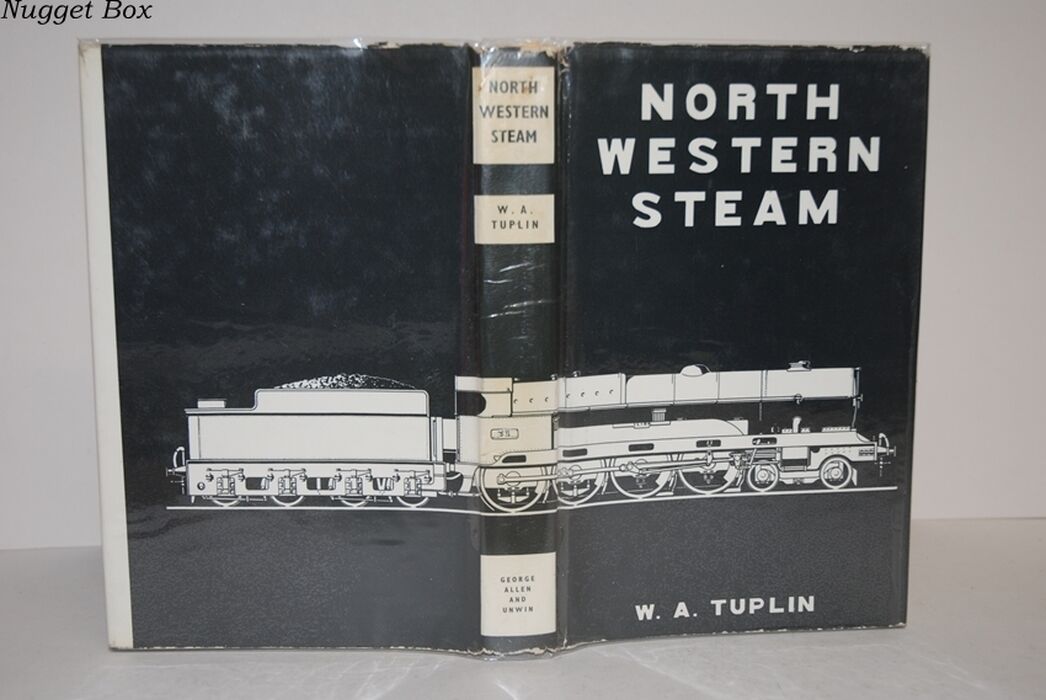 Nugget Box
NORTH
WESTERN
STEAM
W. A.
TUPLIN
GEORGE
ALLEN
AND
UNWIN
NORTH
WESTERN
STEAM
W. A. TUPLIN